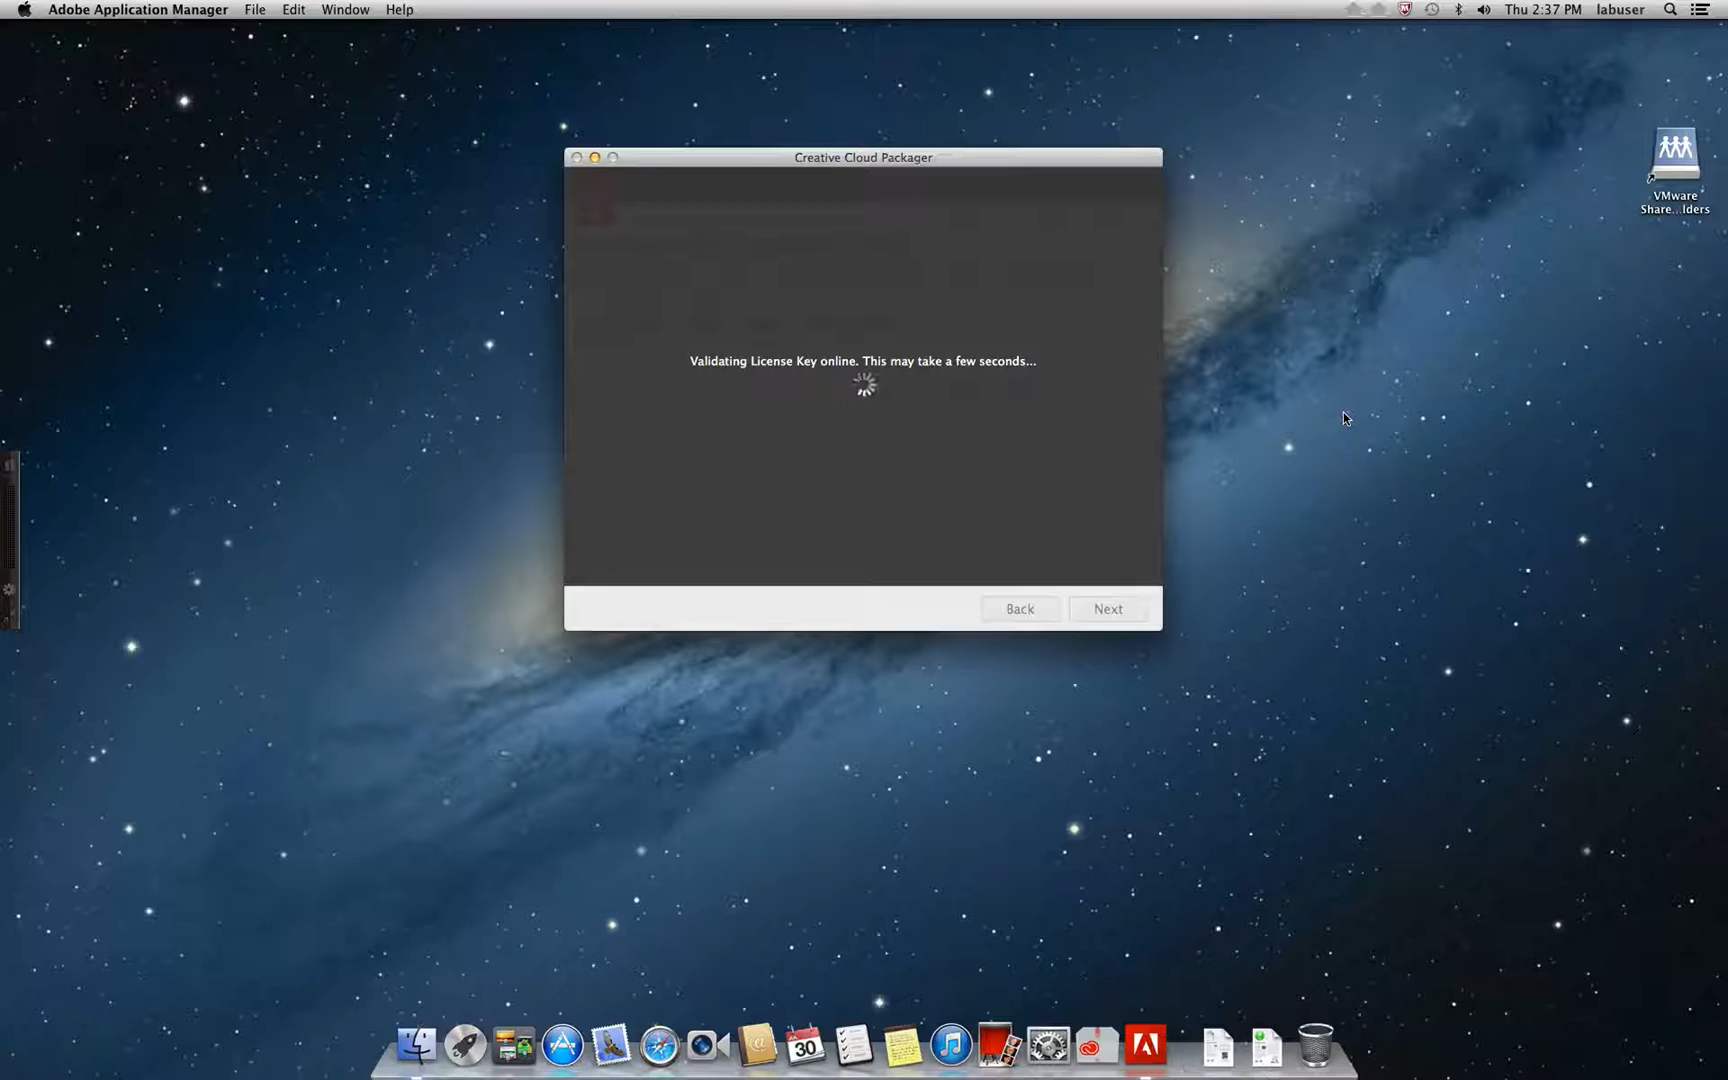 Adobe Application Manager File Edit Window Help Thu 2:37 PM labuser
Creative Cloud Packager
VMware
Share...lders
Validating License Key online. This may take a few seconds...
Back Next
30